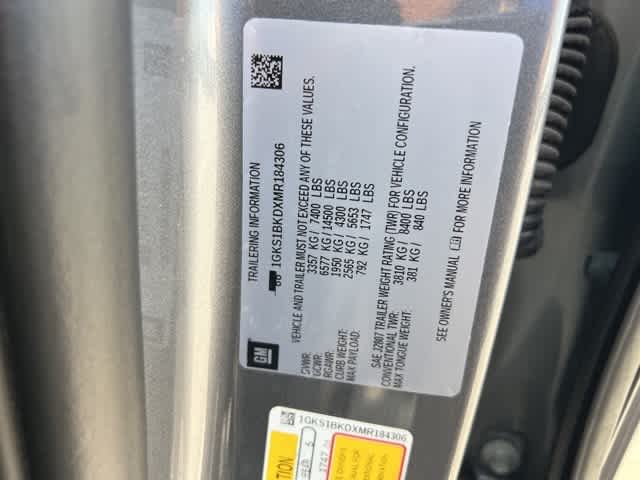 TRAILERING INFORMATION
1GKS1BKDXMR184306
VEHICLE AND TRAILER MUST NOT EXCEED ANY OF THESE VALUES.
GVWR: 3357 KG/ 7400 LBS
GCWR: 6577 KG/14500 LBS
RGAWR: 1950 KG/ 4300 LBS
CURB WEIGHT: 2565 KG/ 5653 LBS
MAX PAYLOAD: 792 KG/ 1747 LBS
SAE J2807 TRAILER WEIGHT RATING (TWR) FOR VEHICLE CONFIGURATION.
CONVENTIONAL TWR: 3810 KG/ 8400 LBS
MAX TONGUE WEIGHT: 381 KG/ 840 LBS
SEE OWNER'S MANUAL FOR MORE INFORMATION
GM
1GKS1BKDXMR184306